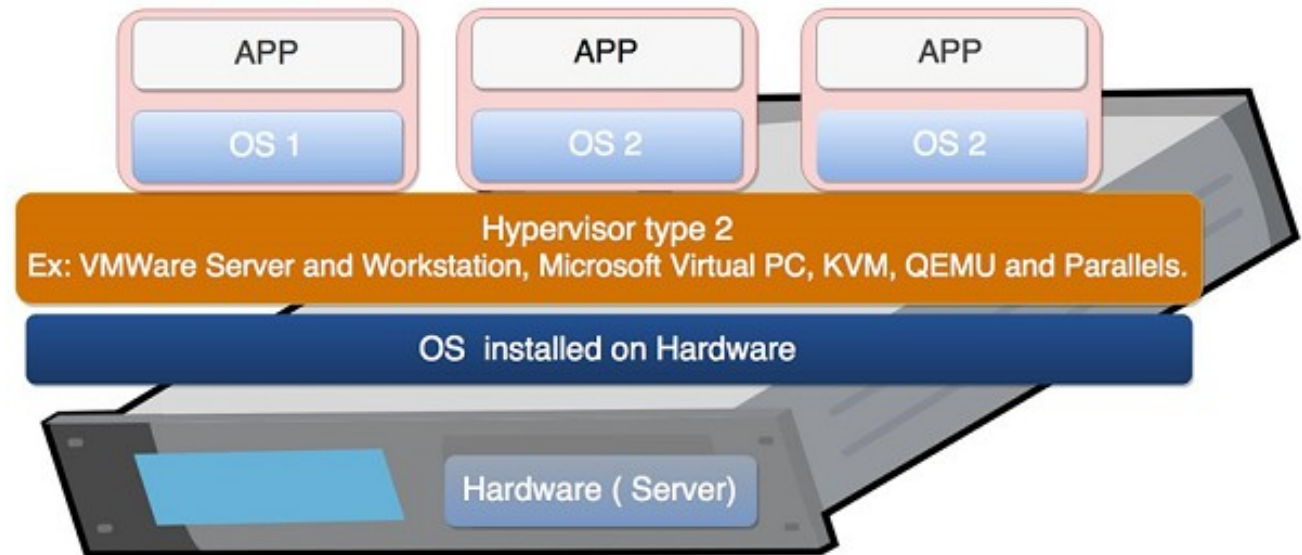 APP
APP
APP
OS 1
OS 2
OS 2
Hypervisor type 2
Ex: VMWare Server and Workstation, Microsoft Virtual PC, KVM, QEMU and Parallels.
OS installed on Hardware
Hardware ( Server)